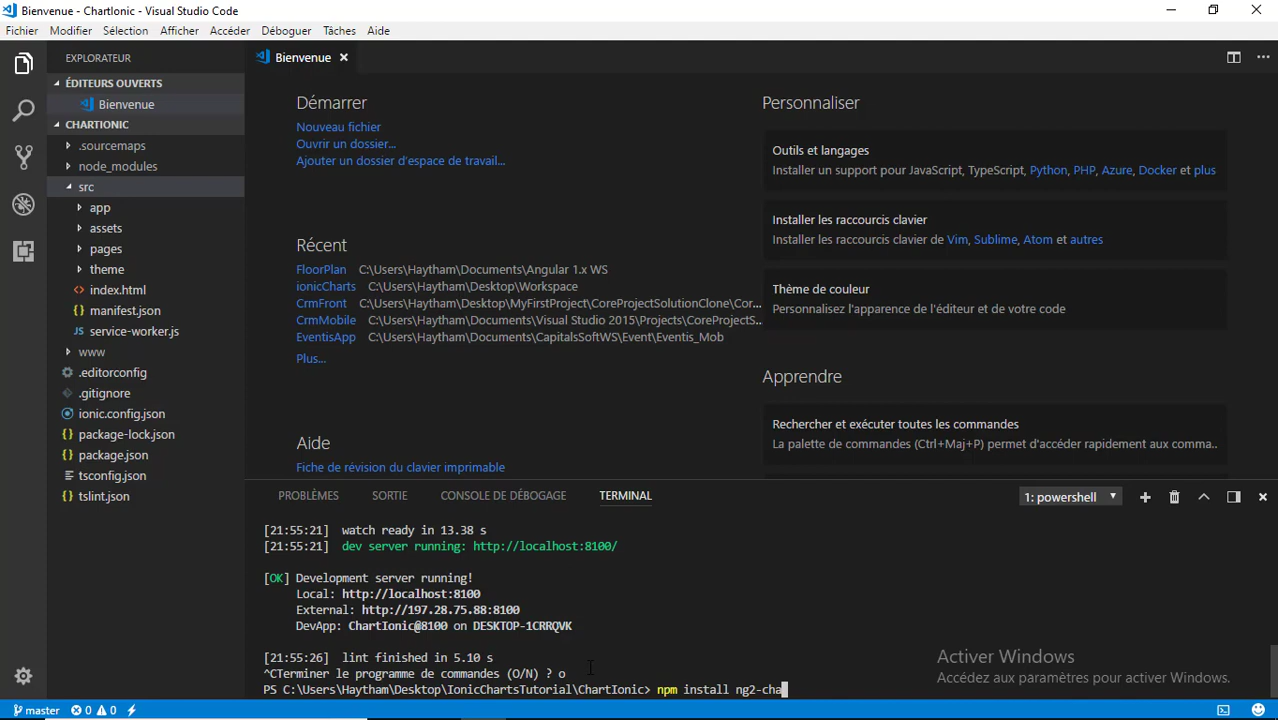 Bienvenue - ChartIonic - Visual Studio Code
Fichier Modifier Sélection Afficher Accéder Déboguer Tâches Aide
EXPLORATEUR
ÉDITEURS OUVERTS
Bienvenue
CHARTIONIC
.sourcemaps
node_modules
src
app
assets
pages
theme
index.html
manifest.json
service-worker.js
www
.editorconfig
.gitignore
ionic.config.json
package-lock.json
package.json
tsconfig.json
tslint.json
Bienvenue
Démarrer
Nouveau fichier
Ouvrir un dossier...
Ajouter un dossier d'espace de travail...
Récent
FloorPlan C:\Users\Haytham\Documents\Angular 1.x WS
ionicCharts C:\Users\Haytham\Desktop\Workspace
CrmFront C:\Users\Haytham\Desktop\MyFirstProject\CoreProjectSolutionClone\Cor...
CrmMobile C:\Users\Haytham\Documents\Visual Studio 2015\Projects\CoreProjectS...
EventisApp C:\Users\Haytham\Documents\CapitalsSoftWS\Event\Eventis_Mob
Plus...
Aide
Fiche de révision du clavier imprimable
Personnaliser
Outils et langages
Installer un support pour JavaScript, TypeScript, Python, PHP, Azure, Docker et plus
Installer les raccourcis clavier
Installer les raccourcis clavier de Vim, Sublime, Atom et autres
Thème de couleur
Personnalisez l'apparence de l'éditeur et de votre code
Apprendre
Rechercher et exécuter toutes les commandes
La palette de commandes (Ctrl+Maj+P) permet d'accéder rapidement aux comma...
PROBLÈMES SORTIE CONSOLE DE DÉBOGAGE TERMINAL
1: powershell
[21:55:21] watch ready in 13.38 s
[21:55:21] dev server running: http://localhost:8100/
[OK] Development server running!
Local: http://localhost:8100
External: http://197.28.75.88:8100
DevApp: ChartIonic@8100 on DESKTOP-1CRRQVK
[21:55:26] lint finished in 5.10 s
^CTerminer le programme de commandes (O/N) ? o
PS C:\Users\Haytham\Desktop\IonicChartsTutorial\ChartIonic> npm install ng2-cha
Activer Windows
Accédez aux paramètres pour activer Windows.
master 0 0